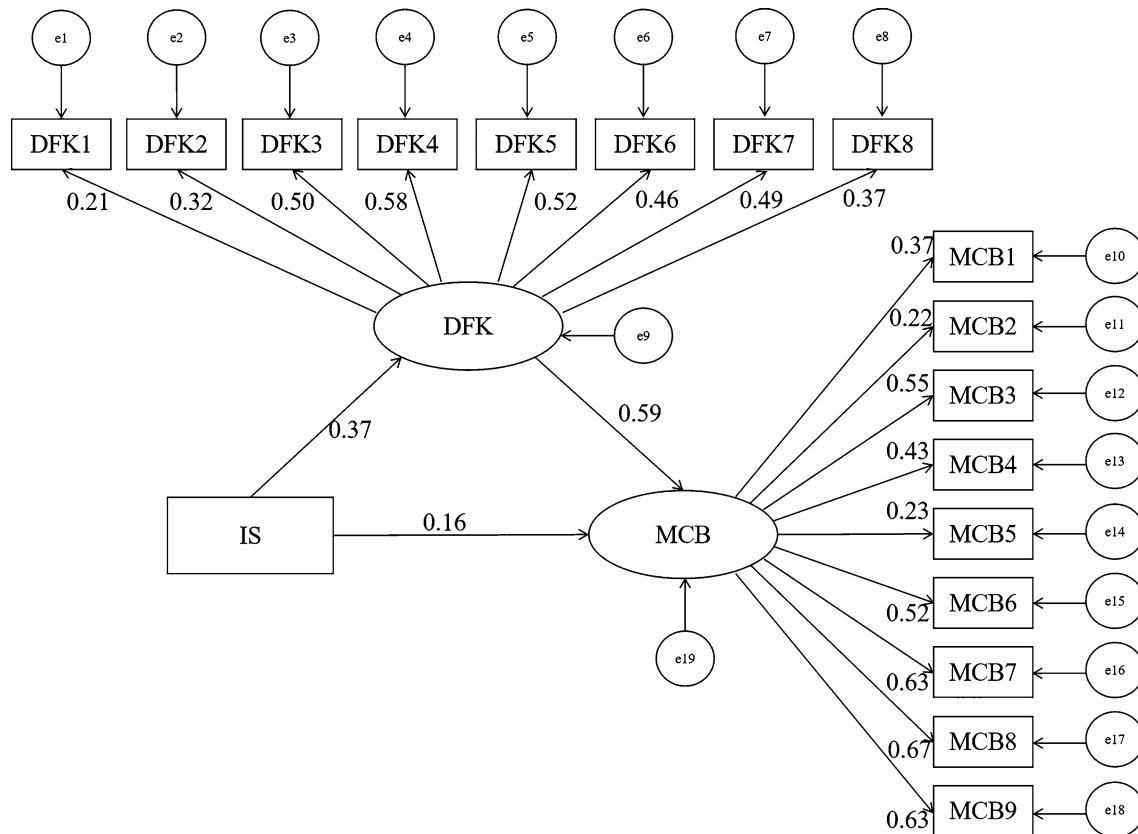 e1 e2 e3 e4 e5 e6 e7 e8
DFK1 DFK2 DFK3 DFK4 DFK5 DFK6 DFK7 DFK8
0.21 0.32 0.50 0.58 0.52 0.46 0.49 0.37
0.37 MCB1 e10
DFK e9
0.22 MCB2 e11
0.55 MCB3 e12
0.37 0.59
0.43 MCB4 e13
IS 0.16 MCB
0.23 MCB5 e14
0.52 MCB6 e15
e19
0.63 MCB7 e16
0.67 MCB8 e17
0.63 MCB9 e18